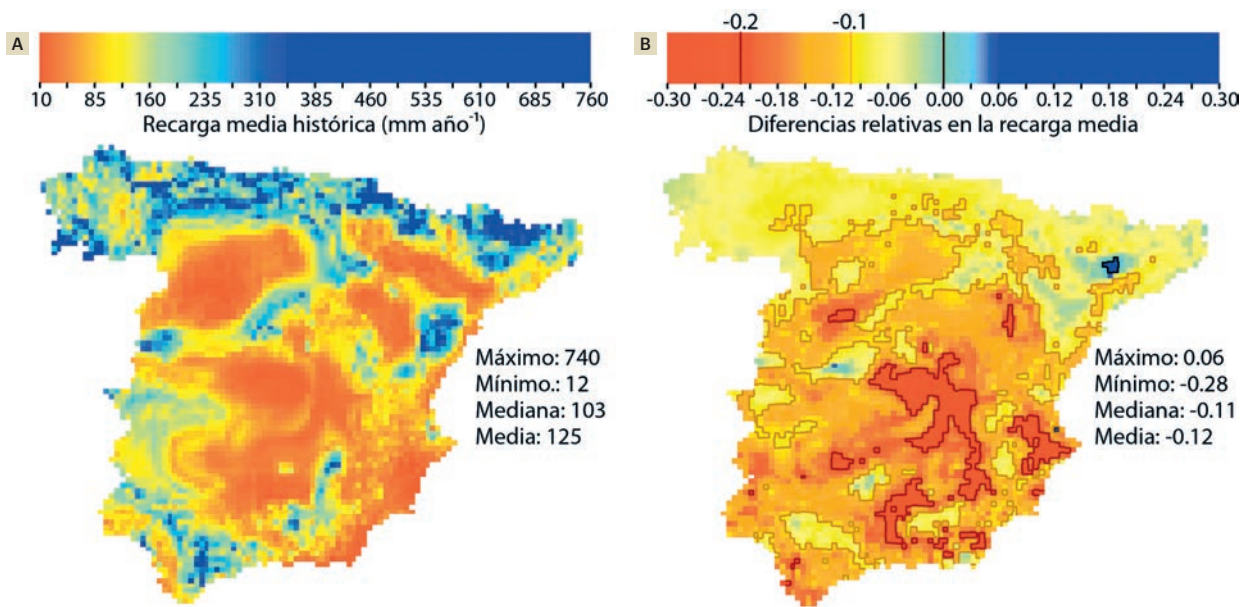 A
10 85 160 235 310 385 460 535 610 685 760
Recarga media histórica (mm año⁻¹)
Máximo: 740
Mínimo.: 12
Mediana: 103
Media: 125
B
-0.2 -0.1
-0.30 -0.24 -0.18 -0.12 -0.06 0.00 0.06 0.12 0.18 0.24 0.30
Diferencias relativas en la recarga media
Máximo: 0.06
Mínimo: -0.28
Mediana: -0.11
Media: -0.12